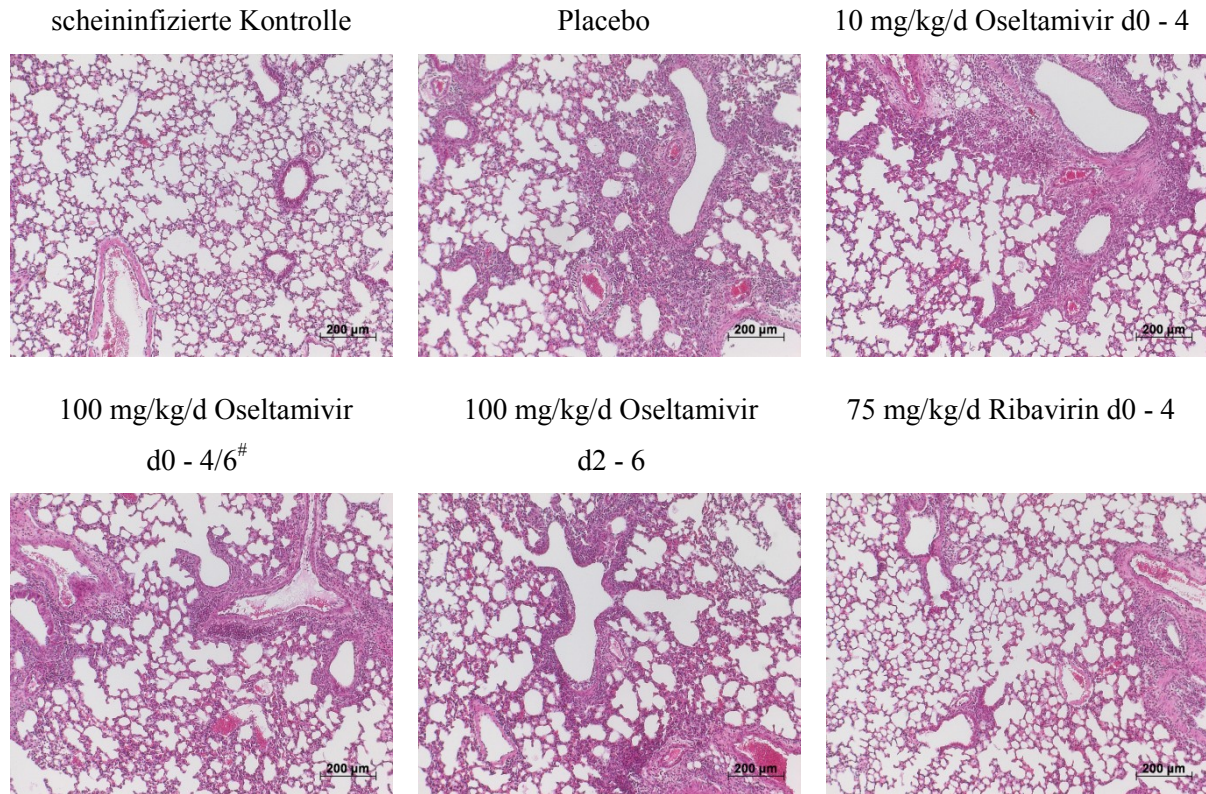 scheininfizierte Kontrolle
Placebo
10 mg/kg/d Oseltamivir d0 - 4
200 µm
200 µm
200 µm
100 mg/kg/d Oseltamivir
d0 - 4/6#
100 mg/kg/d Oseltamivir
d2 - 6
75 mg/kg/d Ribavirin d0 - 4
200 µm
200 µm
200 µm